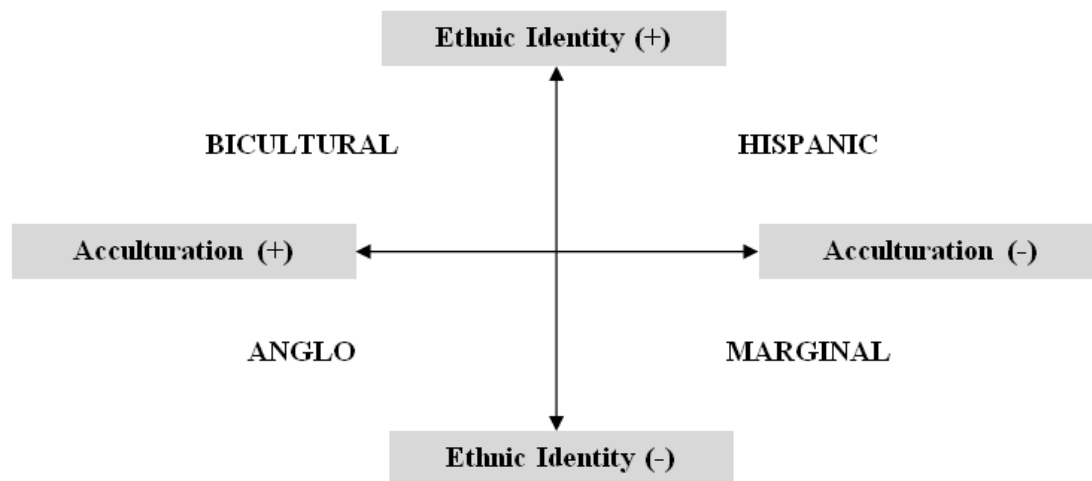 Ethnic Identity (+)
BICULTURAL
HISPANIC
Acculturation (+)
Acculturation (-)
ANGLO
MARGINAL
Ethnic Identity (-)